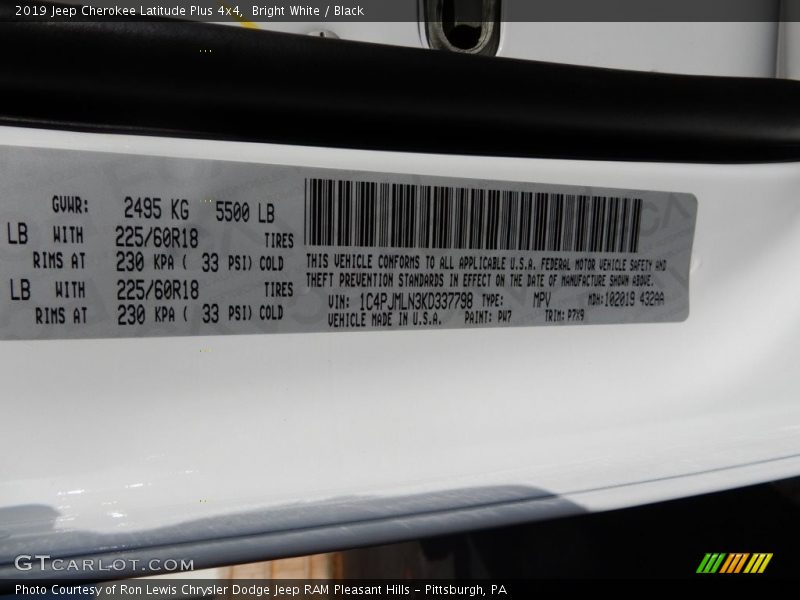 2019 Jeep Cherokee Latitude Plus 4x4,  Bright White / Black
GVWR: 2495 KG 5500 LB
LB WITH 225/60R18 TIRES
RIMS AT 230 KPA ( 33 PSI) COLD
LB WITH 225/60R18 TIRES
RIMS AT 230 KPA ( 33 PSI) COLD
THIS VEHICLE CONFORMS TO ALL APPLICABLE U.S.A. FEDERAL MOTOR VEHICLE SAFETY AND
THEFT PREVENTION STANDARDS IN EFFECT ON THE DATE OF MANUFACTURE SHOWN ABOVE.
VIN: 1C4PJMLN3KD337798 TYPE: MPV MDH: 102019 432AA
VEHICLE MADE IN U.S.A. PAINT: PW7 TRIM: P7X9
GTCARLOT.COM
Photo Courtesy of Ron Lewis Chrysler Dodge Jeep RAM Pleasant Hills – Pittsburgh, PA